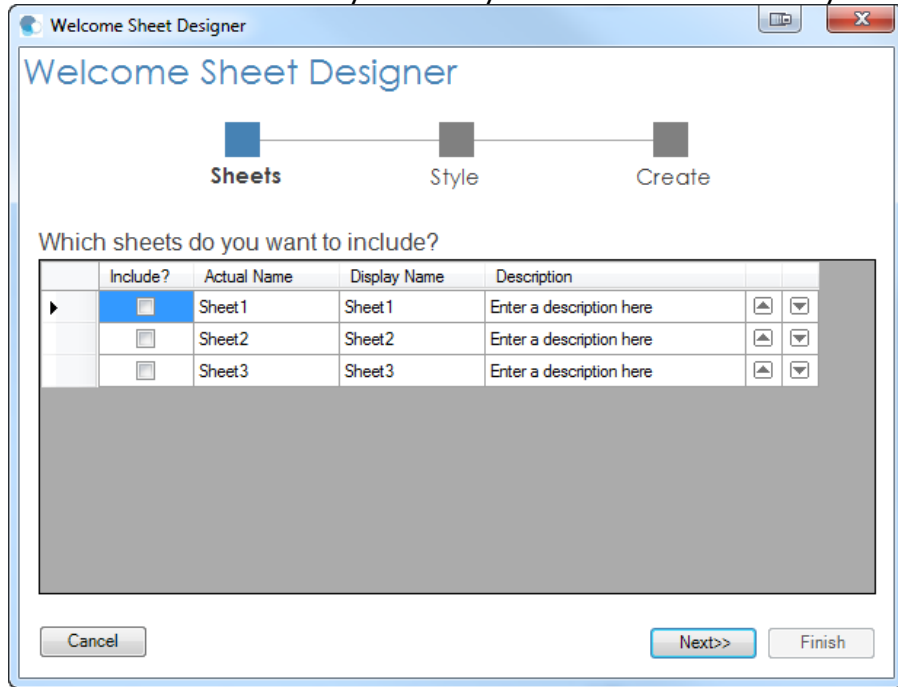 Welcome Sheet Designer
Welcome Sheet Designer
Sheets Style Create
Which sheets do you want to include?
Include? Actual Name Display Name Description
Sheet1 Sheet1 Enter a description here
Sheet2 Sheet2 Enter a description here
Sheet3 Sheet3 Enter a description here
Cancel Next>> Finish